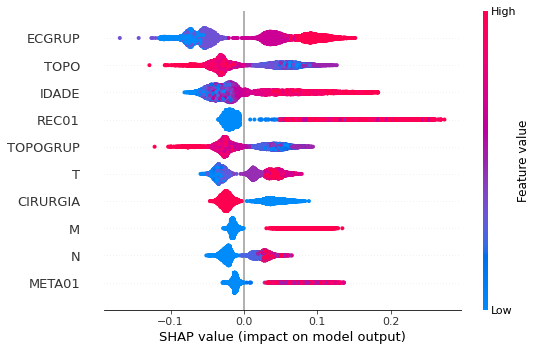 High
ECGRUP
TOPO
IDADE
REC01
TOPOGRUP
T
CIRURGIA
M
N
META01
Feature value
Low
−0.1 0.0 0.1 0.2
SHAP value (impact on model output)